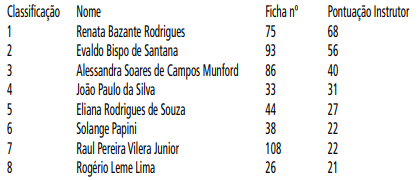 Classificação Nome Ficha nº Pontuação Instrutor
1 Renata Bazante Rodrigues 75 68
2 Evaldo Bispo de Santana 93 56
3 Alessandra Soares de Campos Munford 86 40
4 João Paulo da Silva 33 31
5 Eliana Rodrigues de Souza 44 27
6 Solange Papini 38 22
7 Raul Pereira Vilera Junior 108 22
8 Rogério Leme Lima 26 21